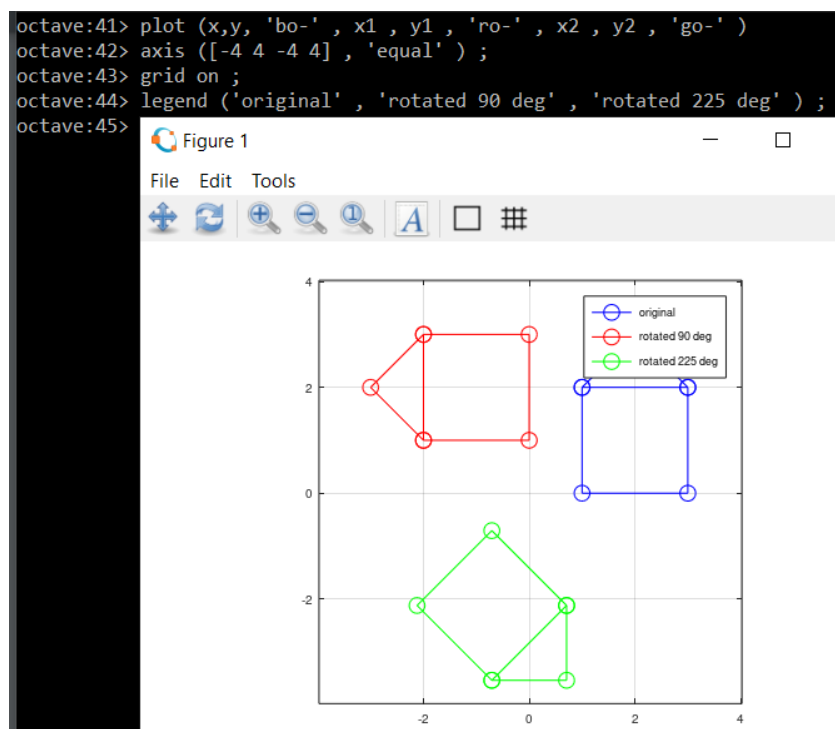 octave:41> plot (x,y, 'bo-' , x1 , y1 , 'ro-' , x2 , y2 , 'go-' )
octave:42> axis ([-4 4 -4 4] , 'equal' ) ;
octave:43> grid on ;
octave:44> legend ('original' , 'rotated 90 deg' , 'rotated 225 deg' ) ;
octave:45>
Figure 1
File Edit Tools
1 A
4
original
rotated 90 deg
rotated 225 deg
2
0
-2
-2 0 2 4